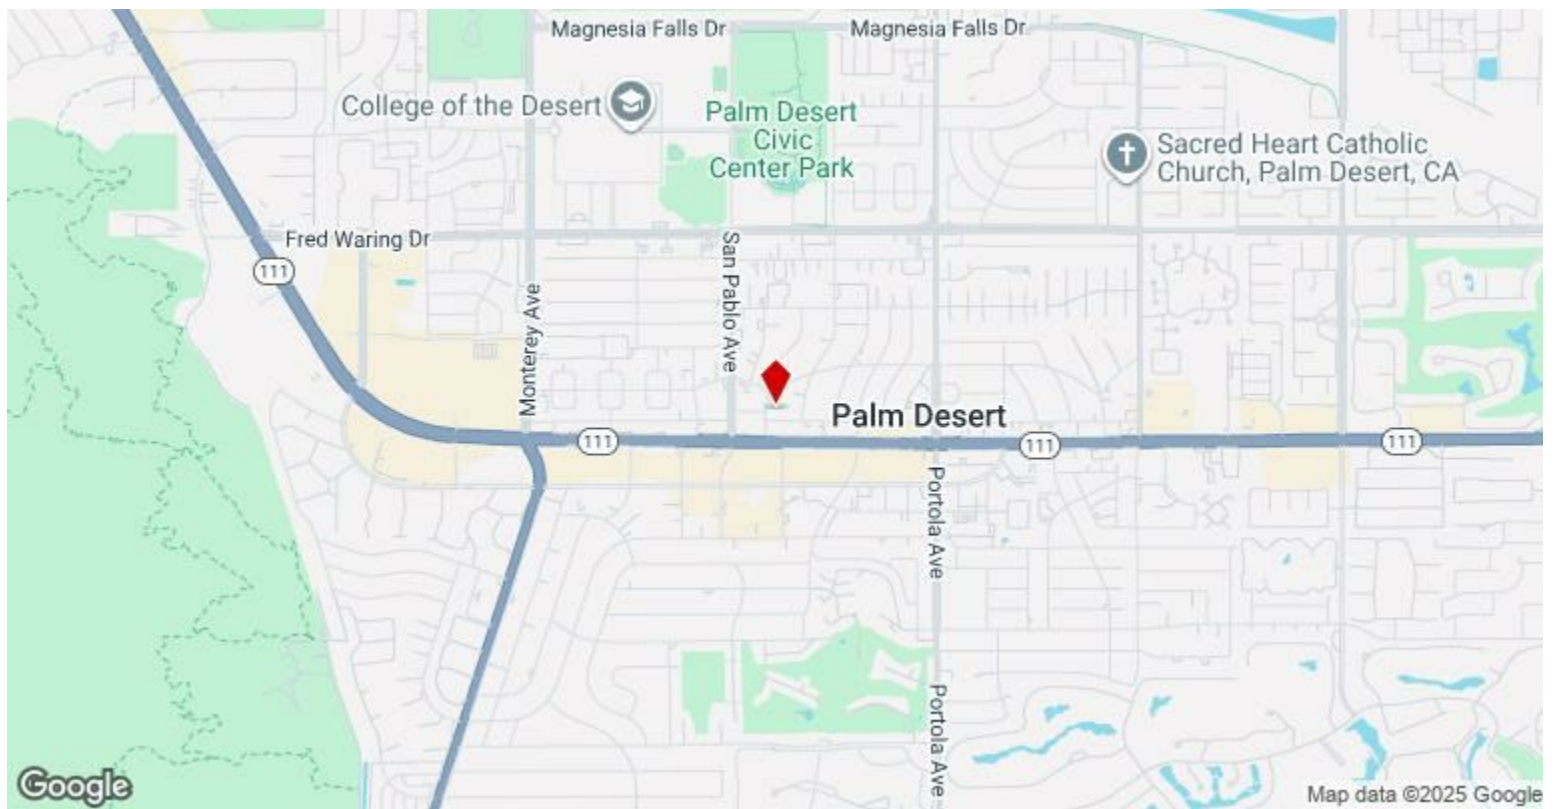 Magnesia Falls Dr
Magnesia Falls Dr
College of the Desert
Palm Desert
Civic
Center Park
Sacred Heart Catholic
Church, Palm Desert, CA
Fred Waring Dr
San Pablo Ave
111
Monterey Ave
Palm Desert
111
111
111
Portola Ave
Portola Ave
Google
Map data ©2025 Google